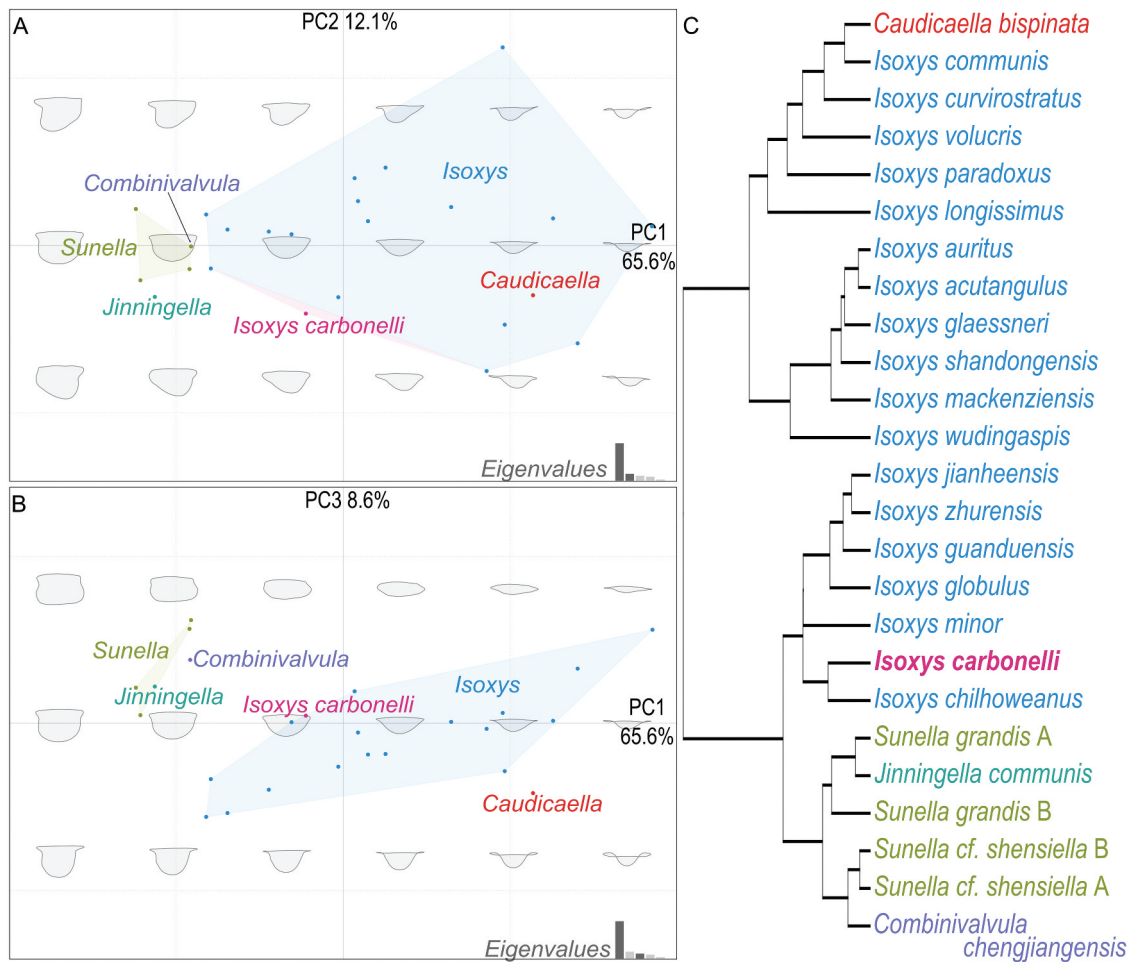 A
PC2 12.1%
Combinivalvula
Isoxys
Sunella
PC1
65.6%
Jinningella
Caudicaella
Isoxys carbonelli
Eigenvalues
B
PC3 8.6%
Sunella
Combinivalvula
Jinningella
Isoxys
Isoxys carbonelli
PC1
65.6%
Caudicaella
Eigenvalues
C
Caudicaella bispinata
Isoxys communis
Isoxys curvirostratus
Isoxys volucris
Isoxys paradoxus
Isoxys longissimus
Isoxys auritus
Isoxys acutangulus
Isoxys glaessneri
Isoxys shandongensis
Isoxys mackenziensis
Isoxys wudingaspis
Isoxys jianheensis
Isoxys zhurensis
Isoxys guanduensis
Isoxys globulus
Isoxys minor
Isoxys carbonelli
Isoxys chilhoweanus
Sunella grandis A
Jinningella communis
Sunella grandis B
Sunella cf. shensiella B
Sunella cf. shensiella A
Combinivalvula
chengjiangensis